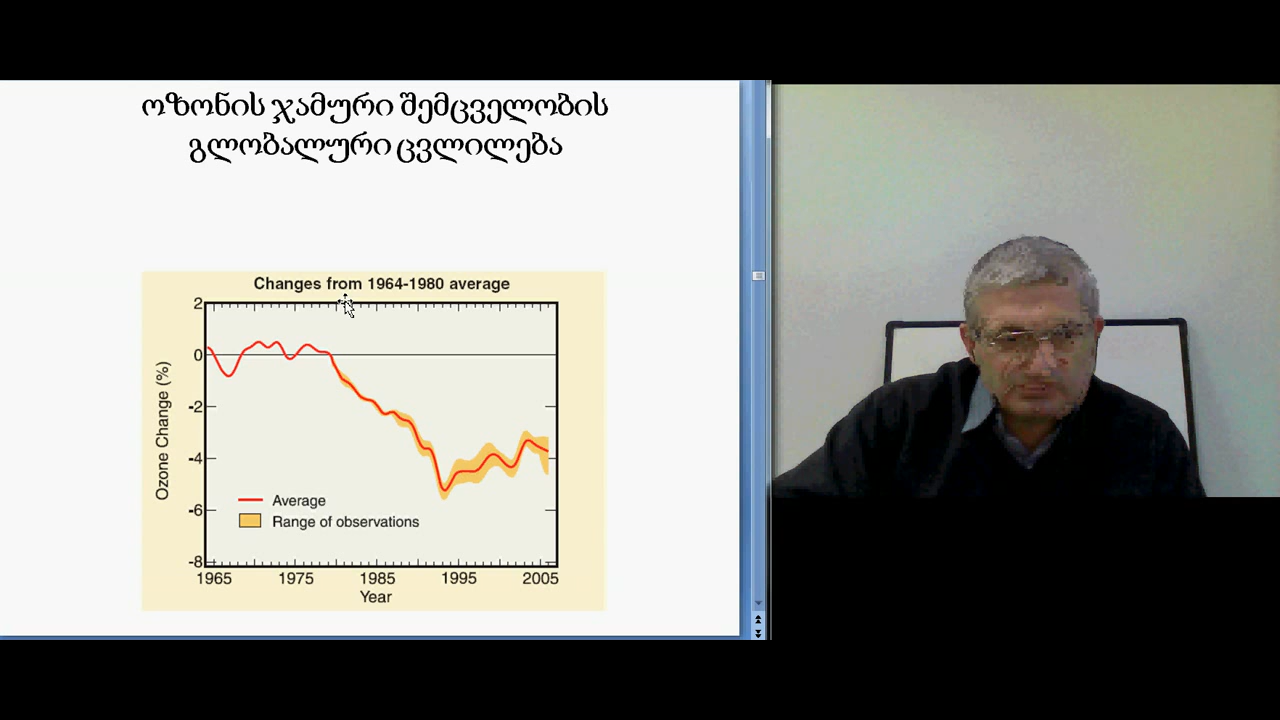 ოზონის ჯამური შემცველობის
გლობალური ცვლილება
Changes from 1964-1980 average
2
0
-2
-4
-6
-8
Ozone Change (%)
Average
Range of observations
1965 1975 1985 1995 2005
Year